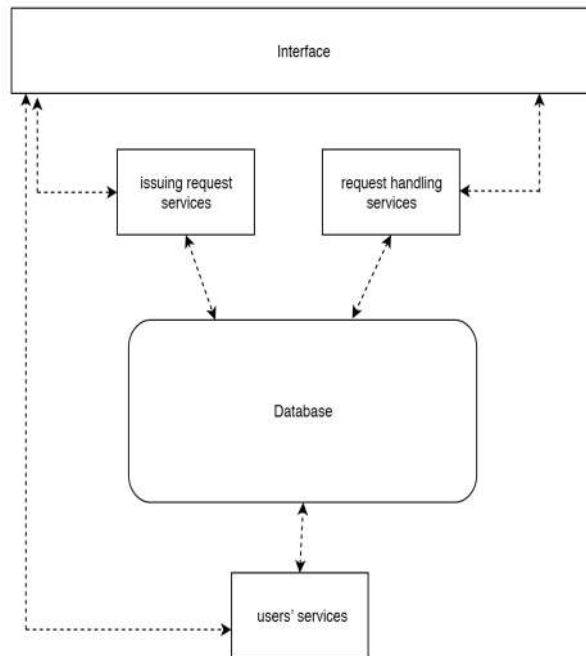 Interface
issuing request
services
request handling
services
Database
users' services